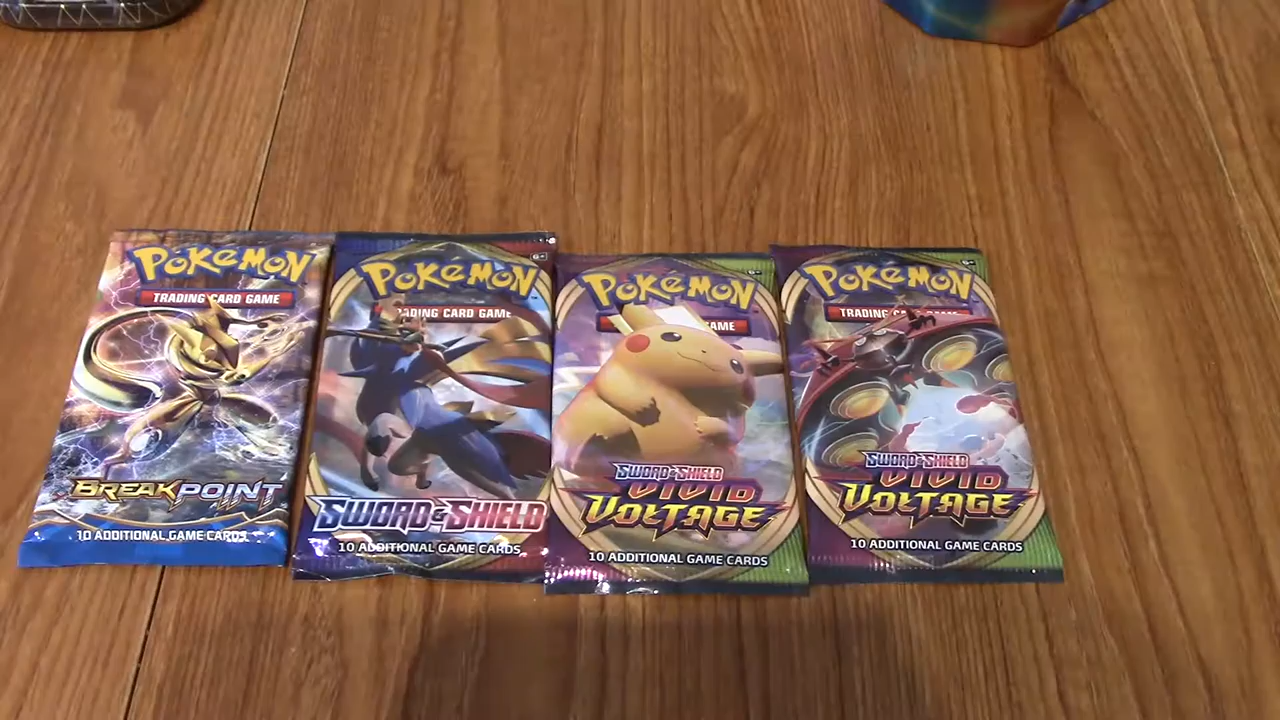 POKéMON
TRADING CARD GAME
BREAKPOINT
10 ADDITIONAL GAME CARDS
POKéMON
TRADING CARD GAME
SWORD & SHIELD
10 ADDITIONAL GAME CARDS
POKéMON
GAME
SWORD & SHIELD
VIVID
VOLTAGE
10 ADDITIONAL GAME CARDS
POKéMON
TRADING CARD GAME
SWORD & SHIELD
VIVID
VOLTAGE
10 ADDITIONAL GAME CARDS